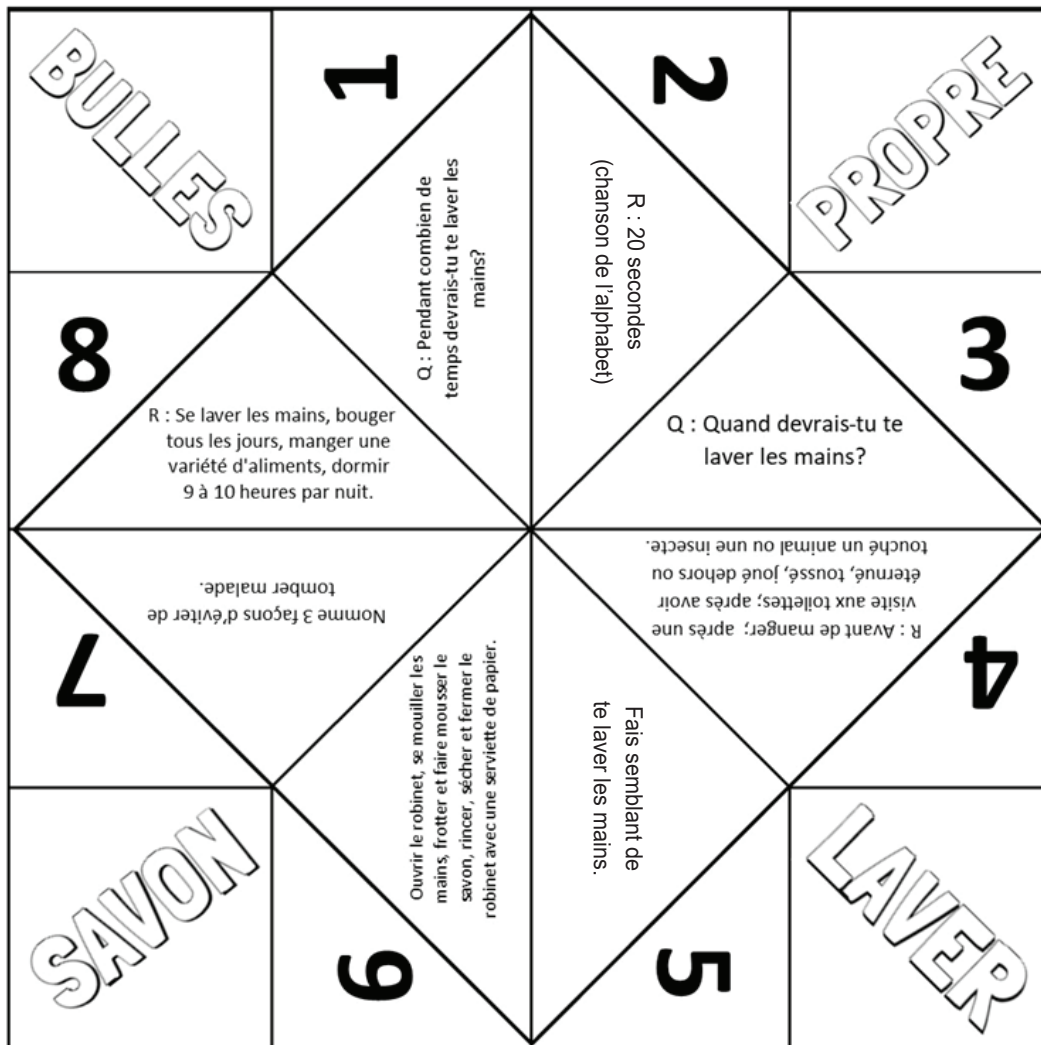 BULLES
1
2
PROPRE
Q : Pendant combien de
temps devrais-tu te laver les
mains?
R : 20 secondes
(chanson de l'alphabet)
8
3
R : Se laver les mains, bouger
tous les jours, manger une
variété d'aliments, dormir
9 à 10 heures par nuit.
Q : Quand devrais-tu te
laver les mains?
Nomme 3 façons d'éviter de
tomber malade.
R : Avant de manger; après une
visite aux toilettes; après avoir
éternué, toussé, joué dehors ou
touché un animal ou une insecte.
7
4
Ouvrir le robinet, se mouiller les
mains, frotter et faire mousser le
savon, rincer, sécher et fermer le
robinet avec une serviette de papier.
Fais semblant de
te laver les mains.
SAVON
6
5
LAVER